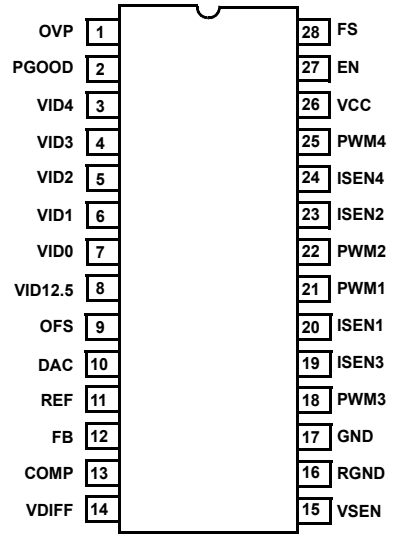 OVP 1 28 FS
PGOOD 2 27 EN
VID4 3 26 VCC
VID3 4 25 PWM4
VID2 5 24 ISEN4
VID1 6 23 ISEN2
VID0 7 22 PWM2
VID12.5 8 21 PWM1
OFS 9 20 ISEN1
DAC 10 19 ISEN3
REF 11 18 PWM3
FB 12 17 GND
COMP 13 16 RGND
VDIFF 14 15 VSEN